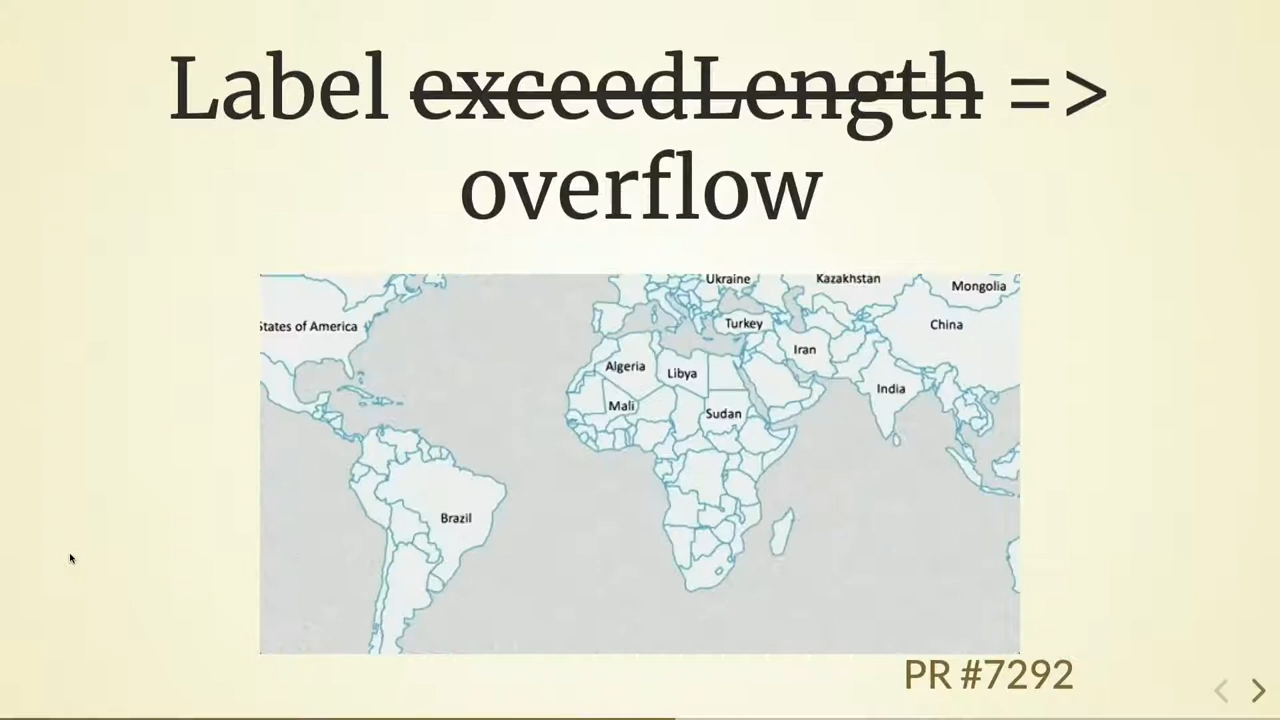 Label exceedLength =>
overflow
Ukraine
Kazakhstan
Mongolia
States of America
Turkey
China
Iran
Algeria
Libya
India
Mali
Sudan
Brazil
PR #7292